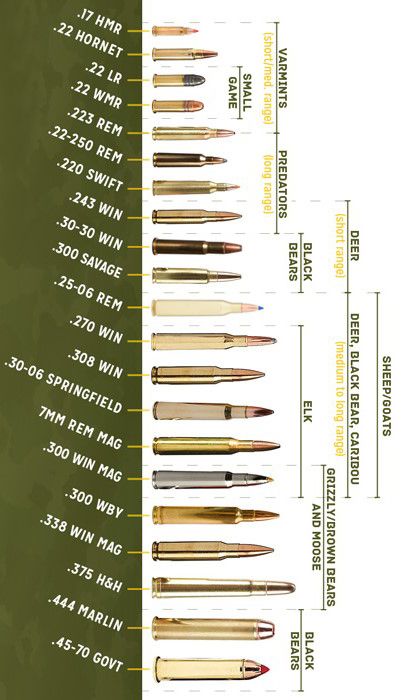 .17 HMR
.22 HORNET
.22 LR
.22 WMR
.223 REM
.22-250 REM
.220 SWIFT
.243 WIN
.30-30 WIN
.300 SAVAGE
.25-06 REM
.270 WIN
.308 WIN
.30-06 SPRINGFIELD
7MM REM MAG
.300 WIN MAG
.300 WBY
.338 WIN MAG
.375 H&H
.444 MARLIN
.45-70 GOVT
VARMINTS
(short/med. range)
SMALL
GAME
PREDATORS
(long range)
DEER
(short range)
BLACK
BEARS
DEER, BLACK BEAR, CARIBOU
(medium to long range)
SHEEP/GOATS
ELK
GRIZZLY/BROWN BEARS
AND MOOSE
BLACK
BEARS